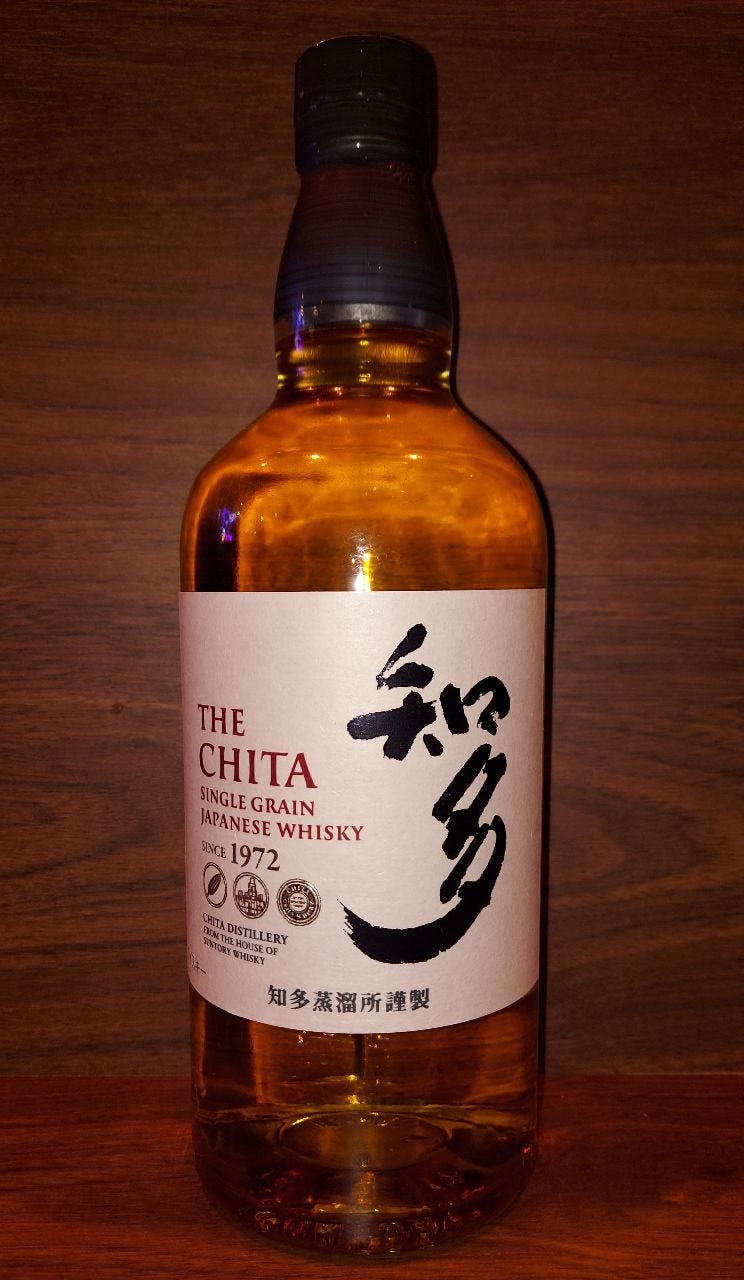 知多
THE
CHITA
SINGLE GRAIN
JAPANESE WHISKY
SINCE 1972
CHITA DISTILLERY
FROM THE HOUSE OF
SUNTORY WHISKY
知多蒸溜所謹製